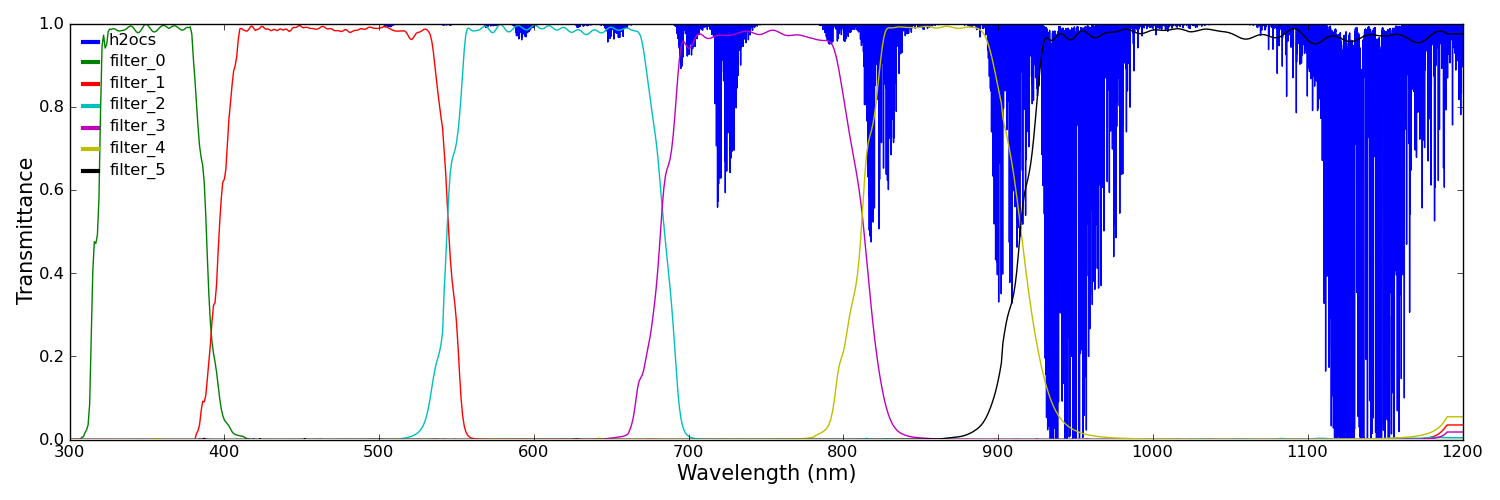 1.0
0.8
0.6
0.4
0.2
0.0
Transmittance
h2ocs
filter_0
filter_1
filter_2
filter_3
filter_4
filter_5
300 400 500 600 700 800 900 1000 1100 1200
Wavelength (nm)